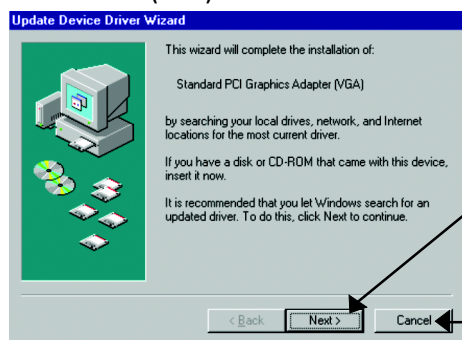 Update Device Driver Wizard
This wizard will complete the installation of:
Standard PCI Graphics Adapter (VGA)
by searching your local drives, network, and Internet
locations for the most current driver.
If you have a disk or CD-ROM that came with this device,
insert it now.
It is recommended that you let Windows search for an
updated driver. To do this, click Next to continue.
< Back Next > Cancel